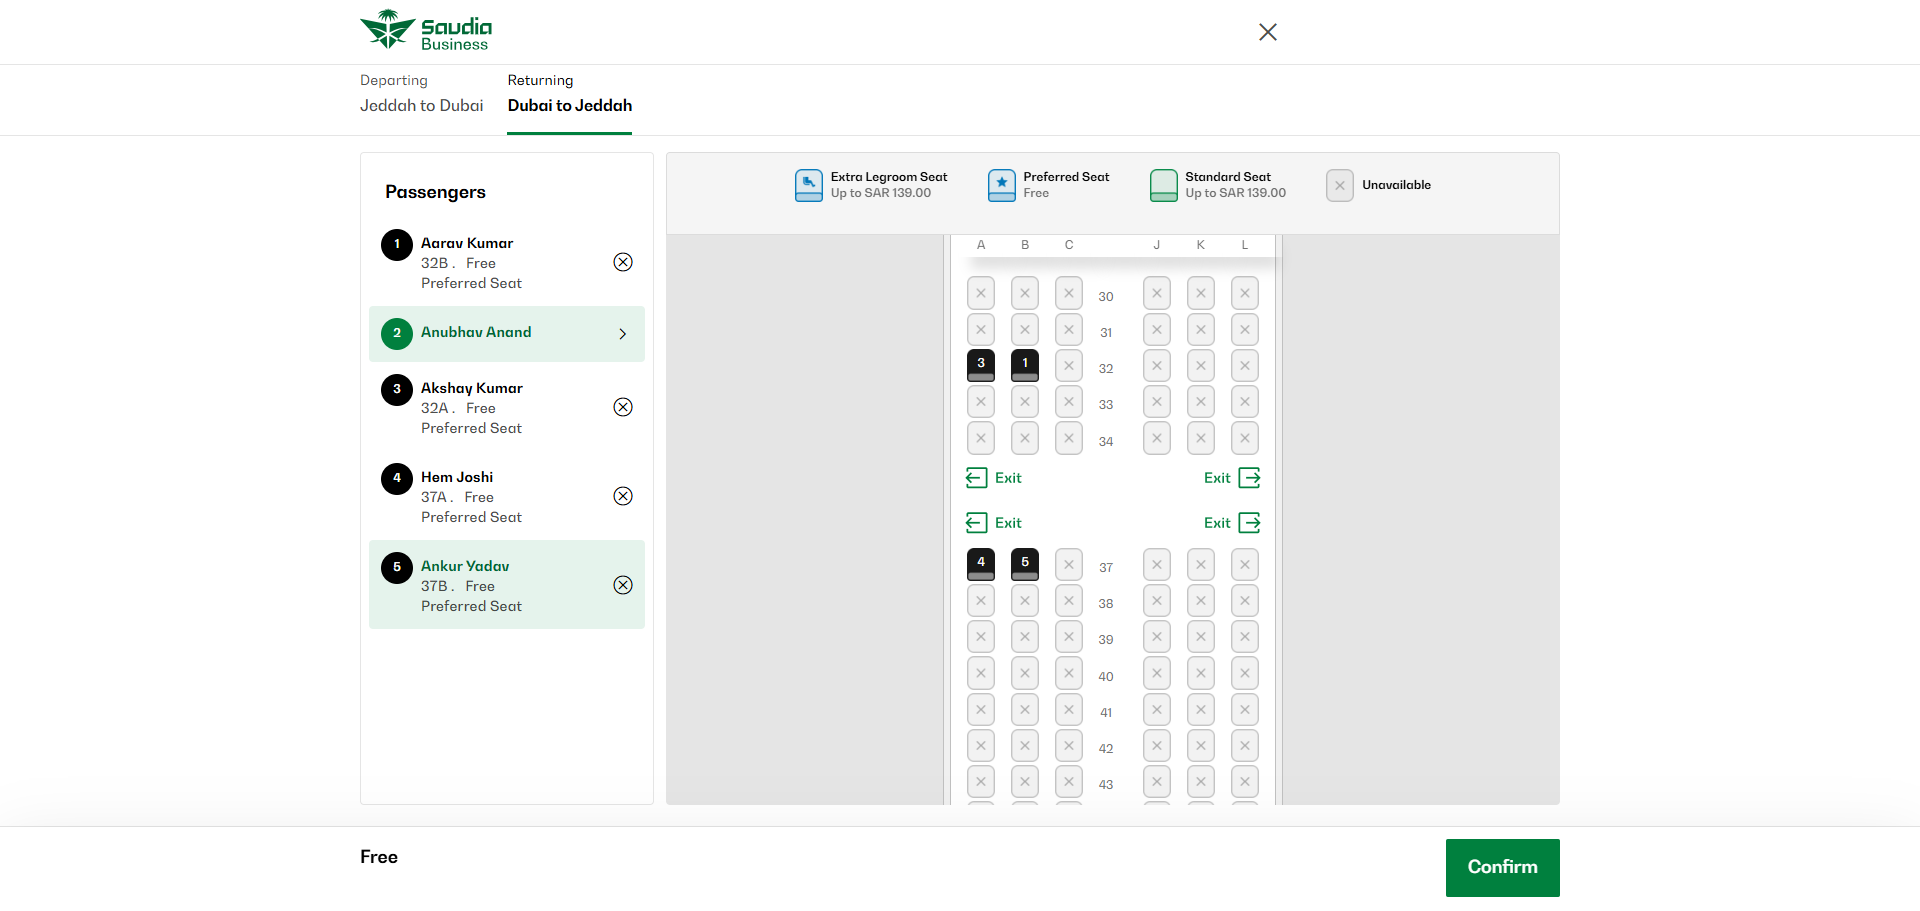 Saudia
Business
Departing
Jeddah to Dubai
Returning
Dubai to Jeddah
Passengers
1
Aarav Kumar
32B . Free
Preferred Seat
2
Anubhav Anand
3
Akshay Kumar
32A . Free
Preferred Seat
4
Hem Joshi
37A . Free
Preferred Seat
5
Ankur Yadav
37B . Free
Preferred Seat
Extra Legroom Seat
Up to SAR 139.00
Preferred Seat
Free
Standard Seat
Up to SAR 139.00
Unavailable
A B C J K L
30
31
3 1 32
33
34
Exit Exit
Exit Exit
4 5 37
38
39
40
41
42
43
Free
Confirm